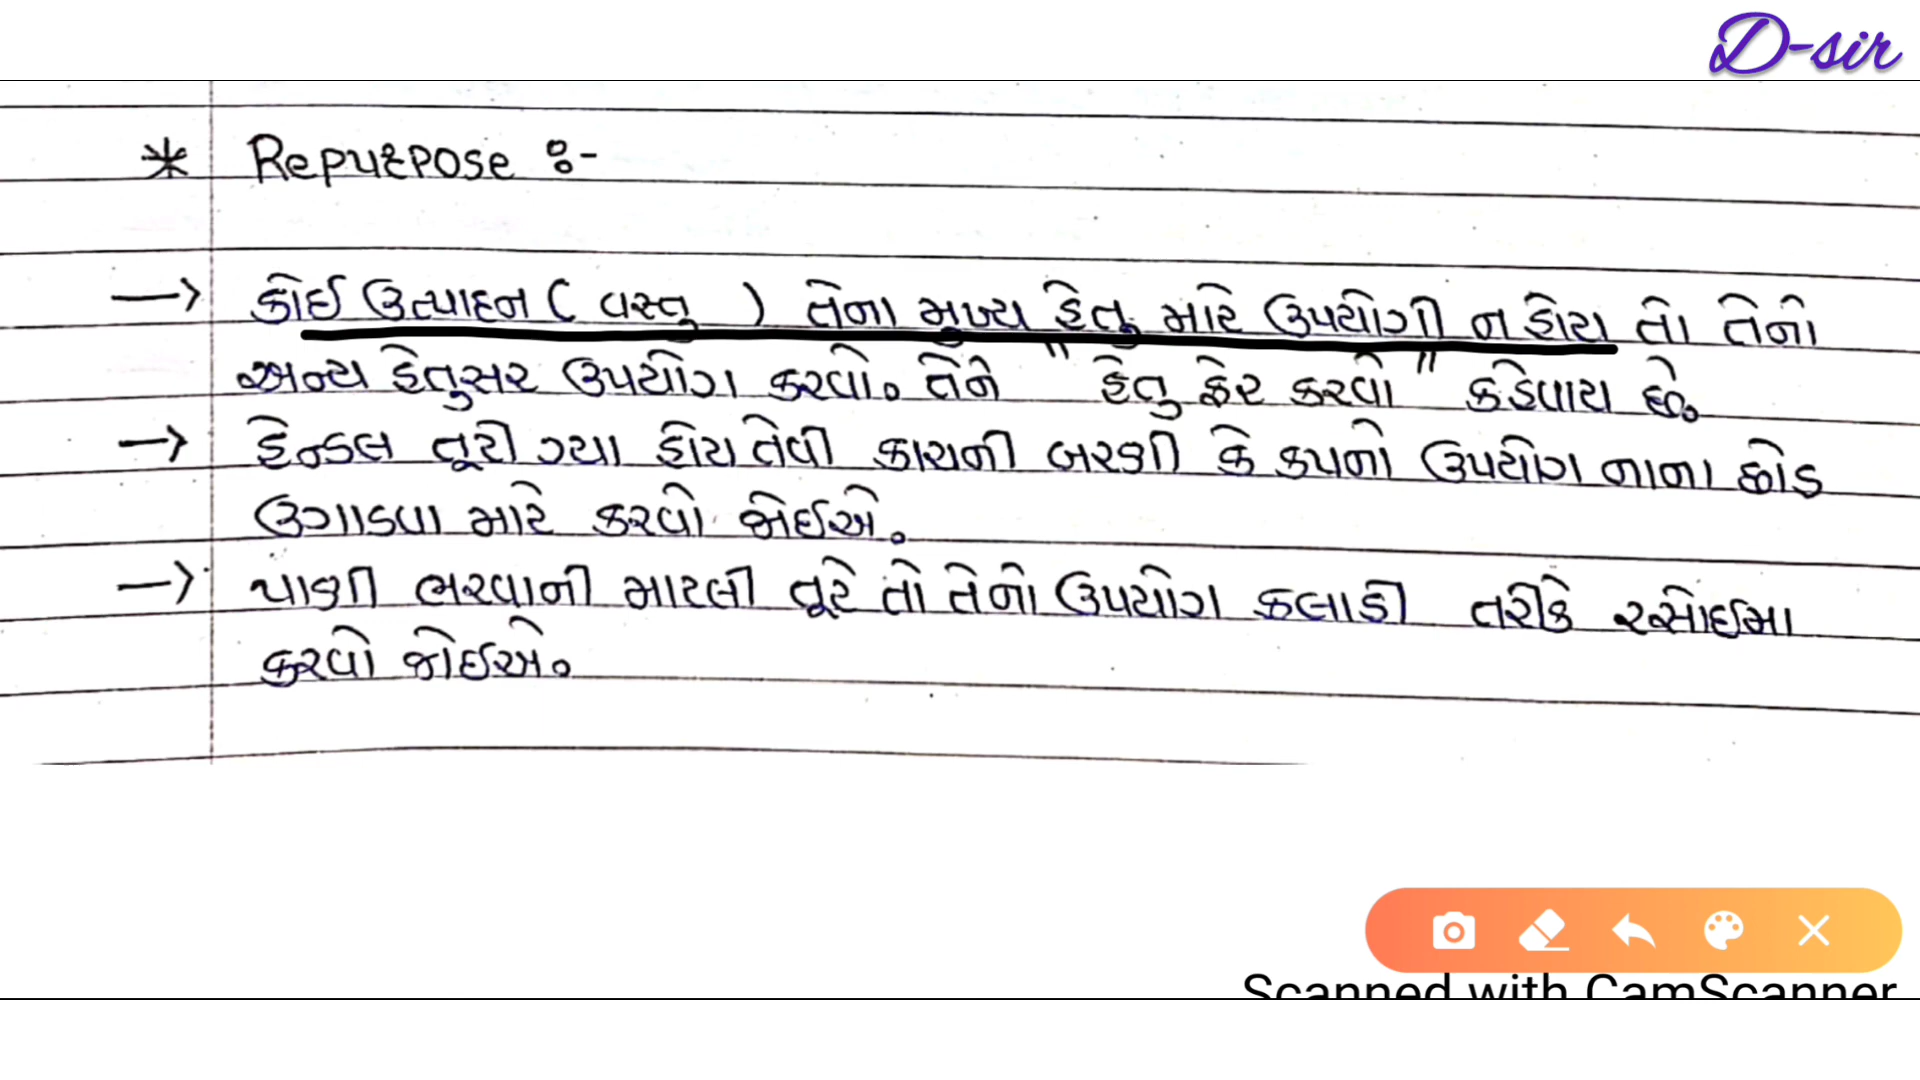 D-sir
* Repurpose :-
→ કોઈ ઉત્પાદન ( વસ્તુ ) તેના મુખ્ય હેતુ માટે ઉપયોગી ન હોય તો તેનો
અન્ય હેતુસર ઉપયોગ કરવો. તેને " હેતુ ફેર કરવો " કહેવાય છે.
→ હેન્ડલ તૂટી ગ્યા હોય તેવી કાચની બરણી કે કપનો ઉપયોગ નાના છોડ
ઉગાડવા માટે કરવો જોઈએ.
→ પાણી ભરવાની માટલી તૂટે તો તેનો ઉપયોગ કલાડી તરીકે રસોઈમા
કરવો જોઈએ.
Scanned with CamScanner